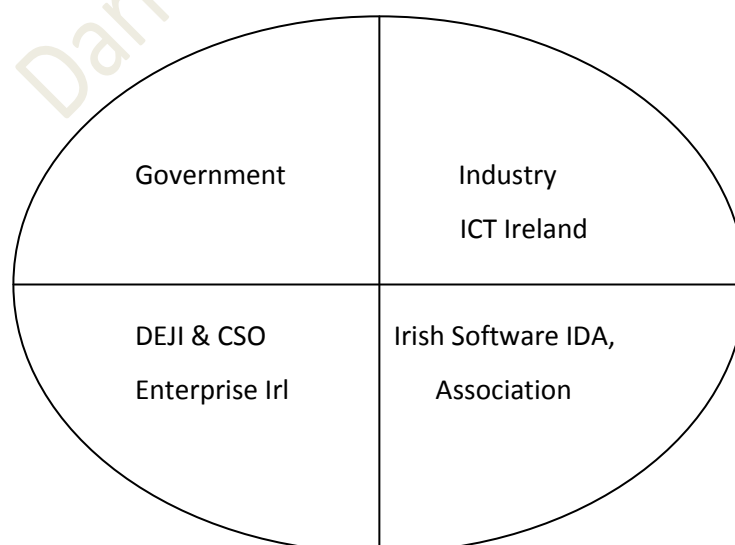 Government
Industry
ICT Ireland
DEJI & CSO
Enterprise Irl
Irish Software IDA,
Association